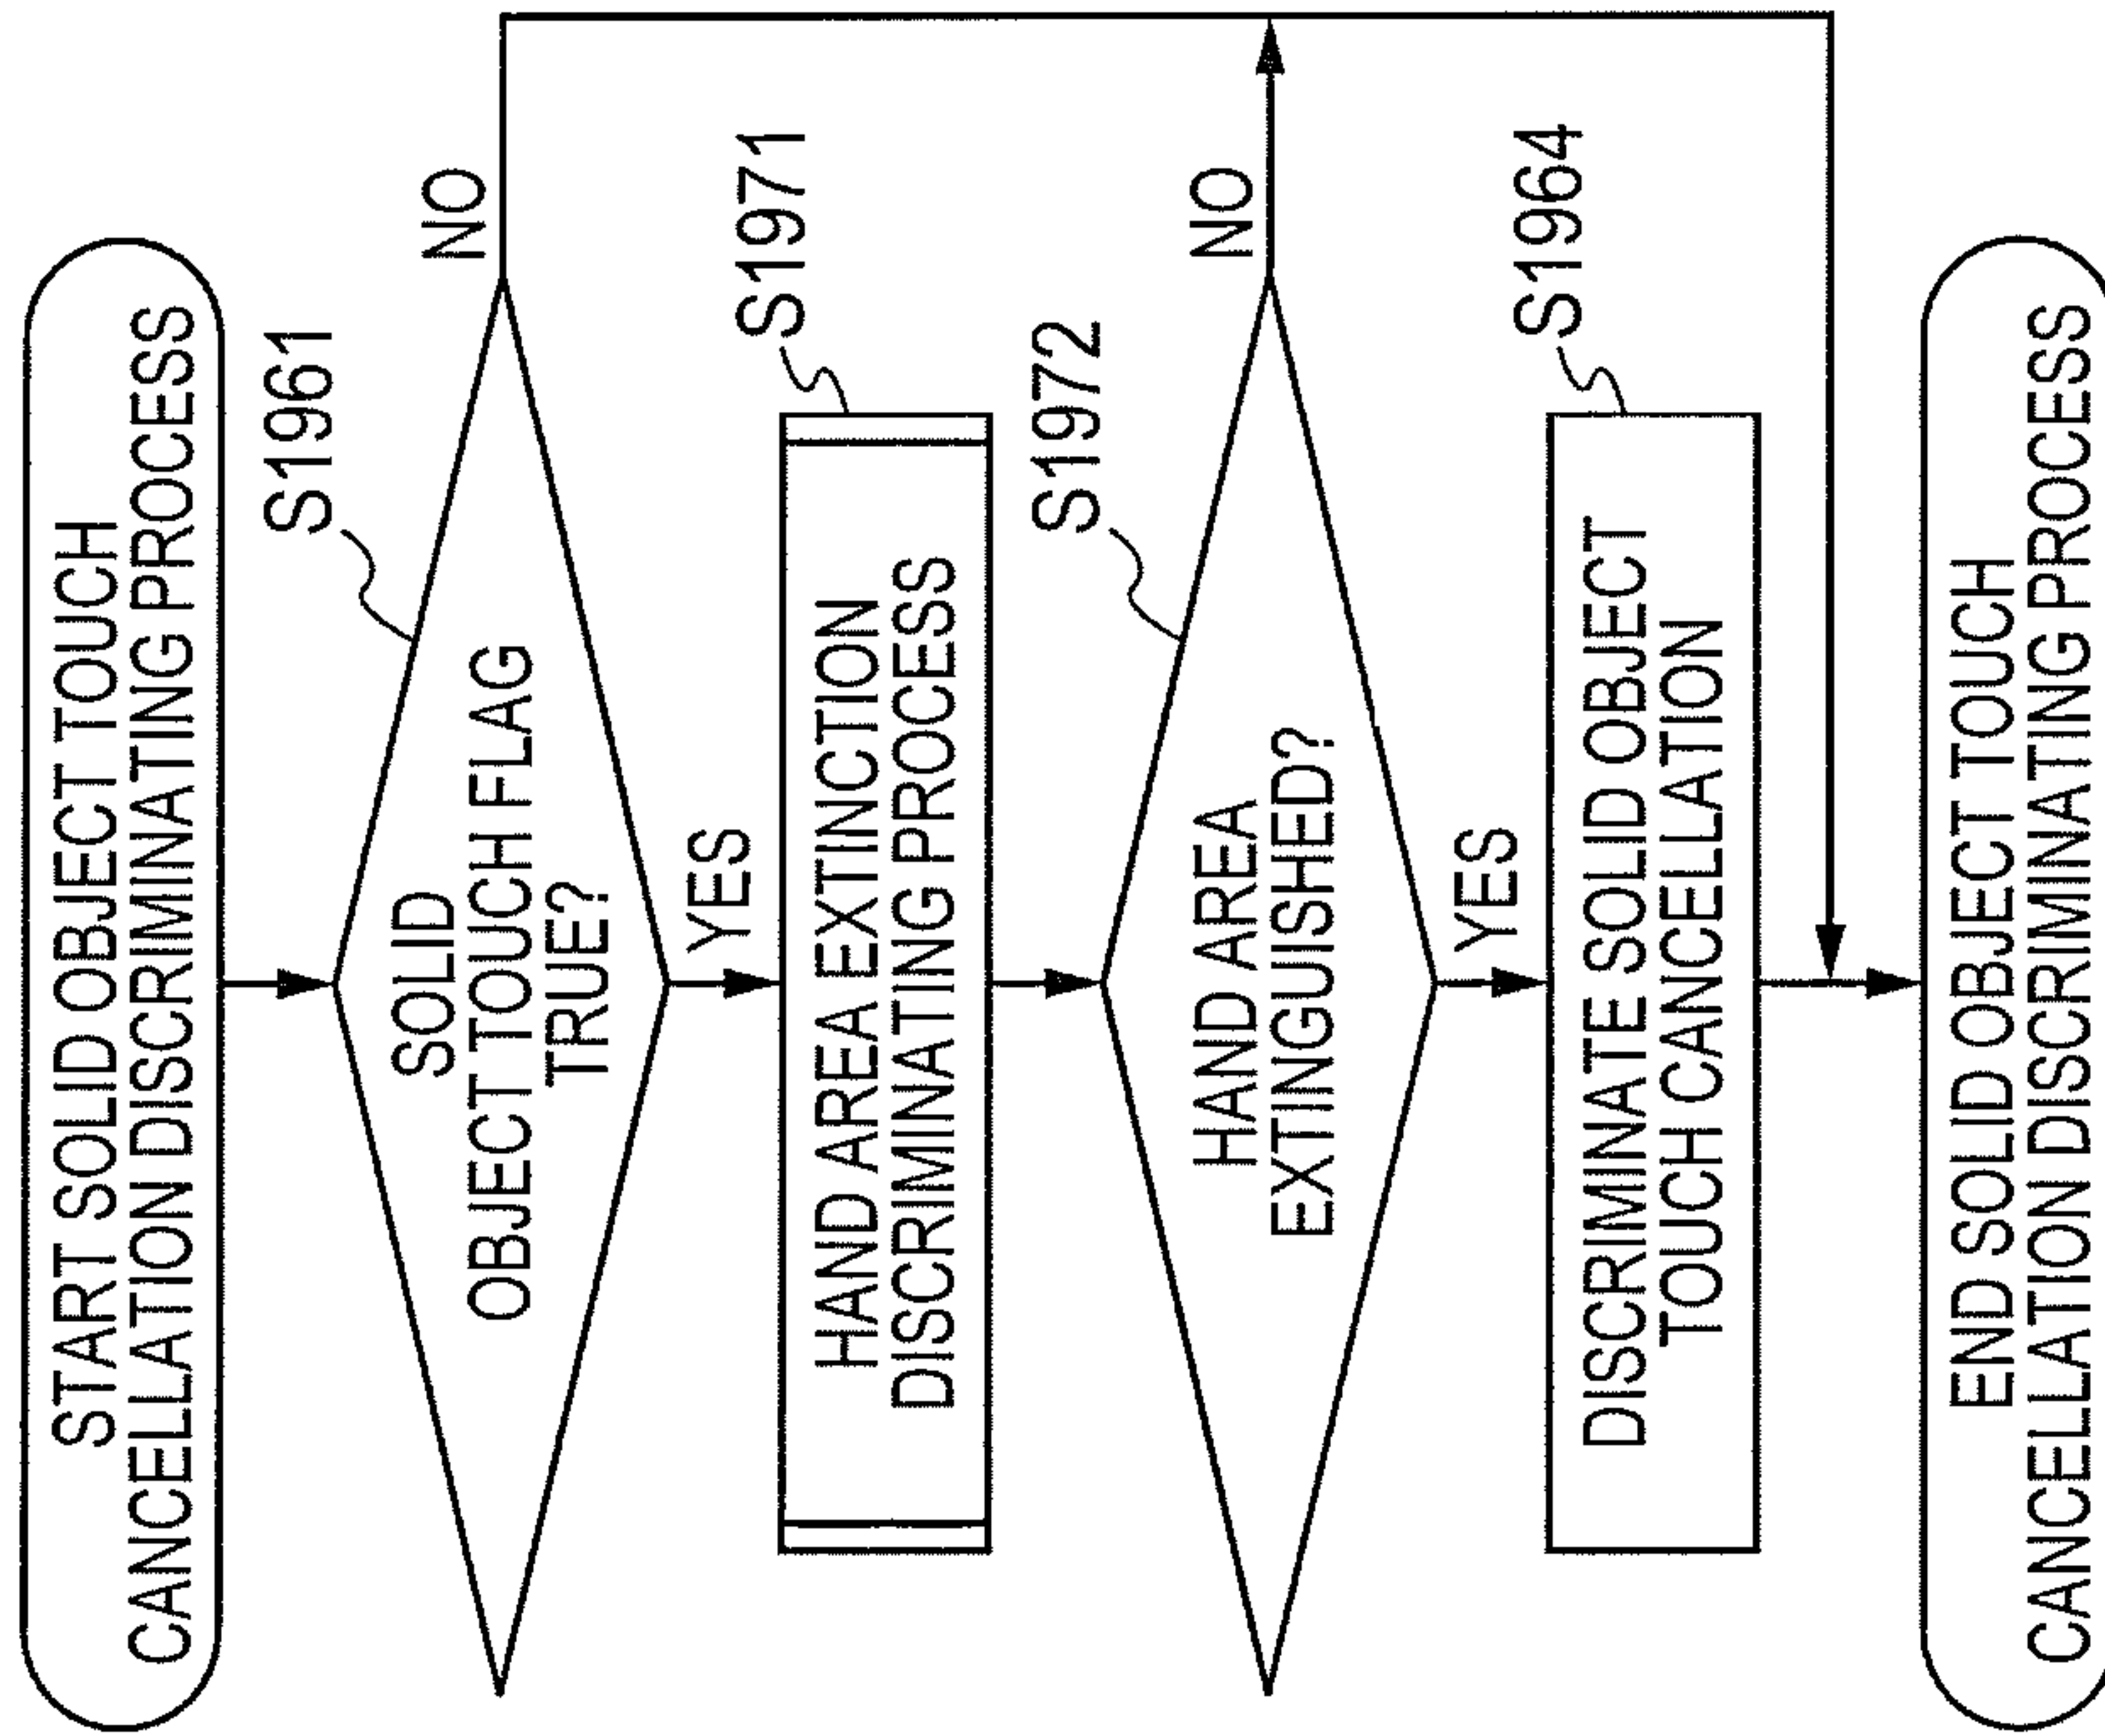 START SOLID OBJECT TOUCH
CANCELLATION DISCRIMINATING PROCESS
S1961
SOLID
OBJECT TOUCH FLAG
TRUE?
NO
YES
S1971
HAND AREA EXTINCTION
DISCRIMINATING PROCESS
S1972
HAND AREA
EXTINGUISHED?
NO
YES
S1964
DISCRIMINATE SOLID OBJECT
TOUCH CANCELLATION
END SOLID OBJECT TOUCH
CANCELLATION DISCRIMINATING PROCESS